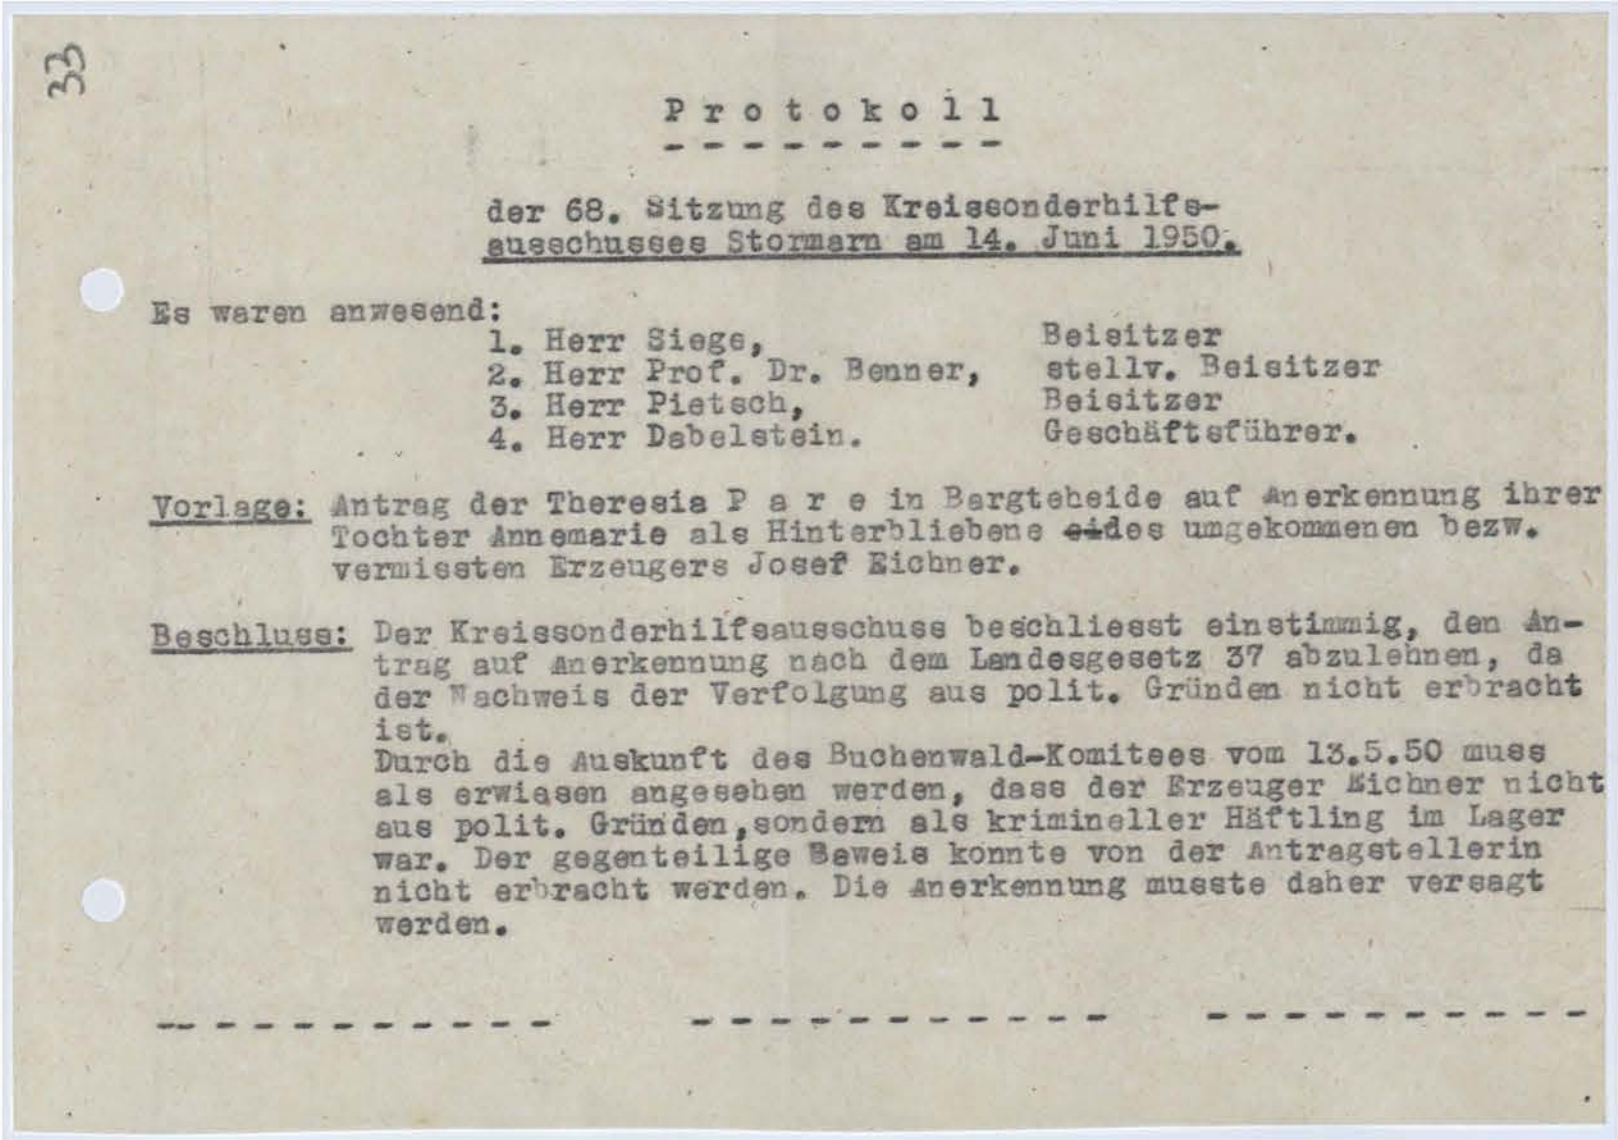 33
P r o t o k o l l
- - - - - - - - -
der 68. Sitzung des Kreissonderhilfs-
ausschusses Stormarn am 14. Juni 1950.
Es waren anwesend:
1. Herr Siege, Beisitzer
2. Herr Prof. Dr. Benner, stellv. Beisitzer
3. Herr Pietsch, Beisitzer
4. Herr Dabelstein. Geschäftsführer.
Vorlage: Antrag der Theresia P a r e in Bargteheide auf Anerkennung ihrer
Tochter Annemarie als Hinterbliebene eides umgekommenen bezw.
vermissten Erzeugers Josef Eichner.
Beschluss: Der Kreissonderhilfsausschuss beschliesst einstimmig, den An-
trag auf Anerkennung nach dem Landesgesetz 37 abzulehnen, da
der Nachweis der Verfolgung aus polit. Gründen nicht erbracht
ist.
Durch die Auskunft des Buchenwald-Komitees vom 13.5.50 muss
als erwiesen angesehen werden, dass der Erzeuger Eichner nicht
aus polit. Gründen,sondern als krimineller Häftling im Lager
war. Der gegenteilige Beweis konnte von der Antragstellerin
nicht erbracht werden. Die Anerkennung musste daher versagt
werden.